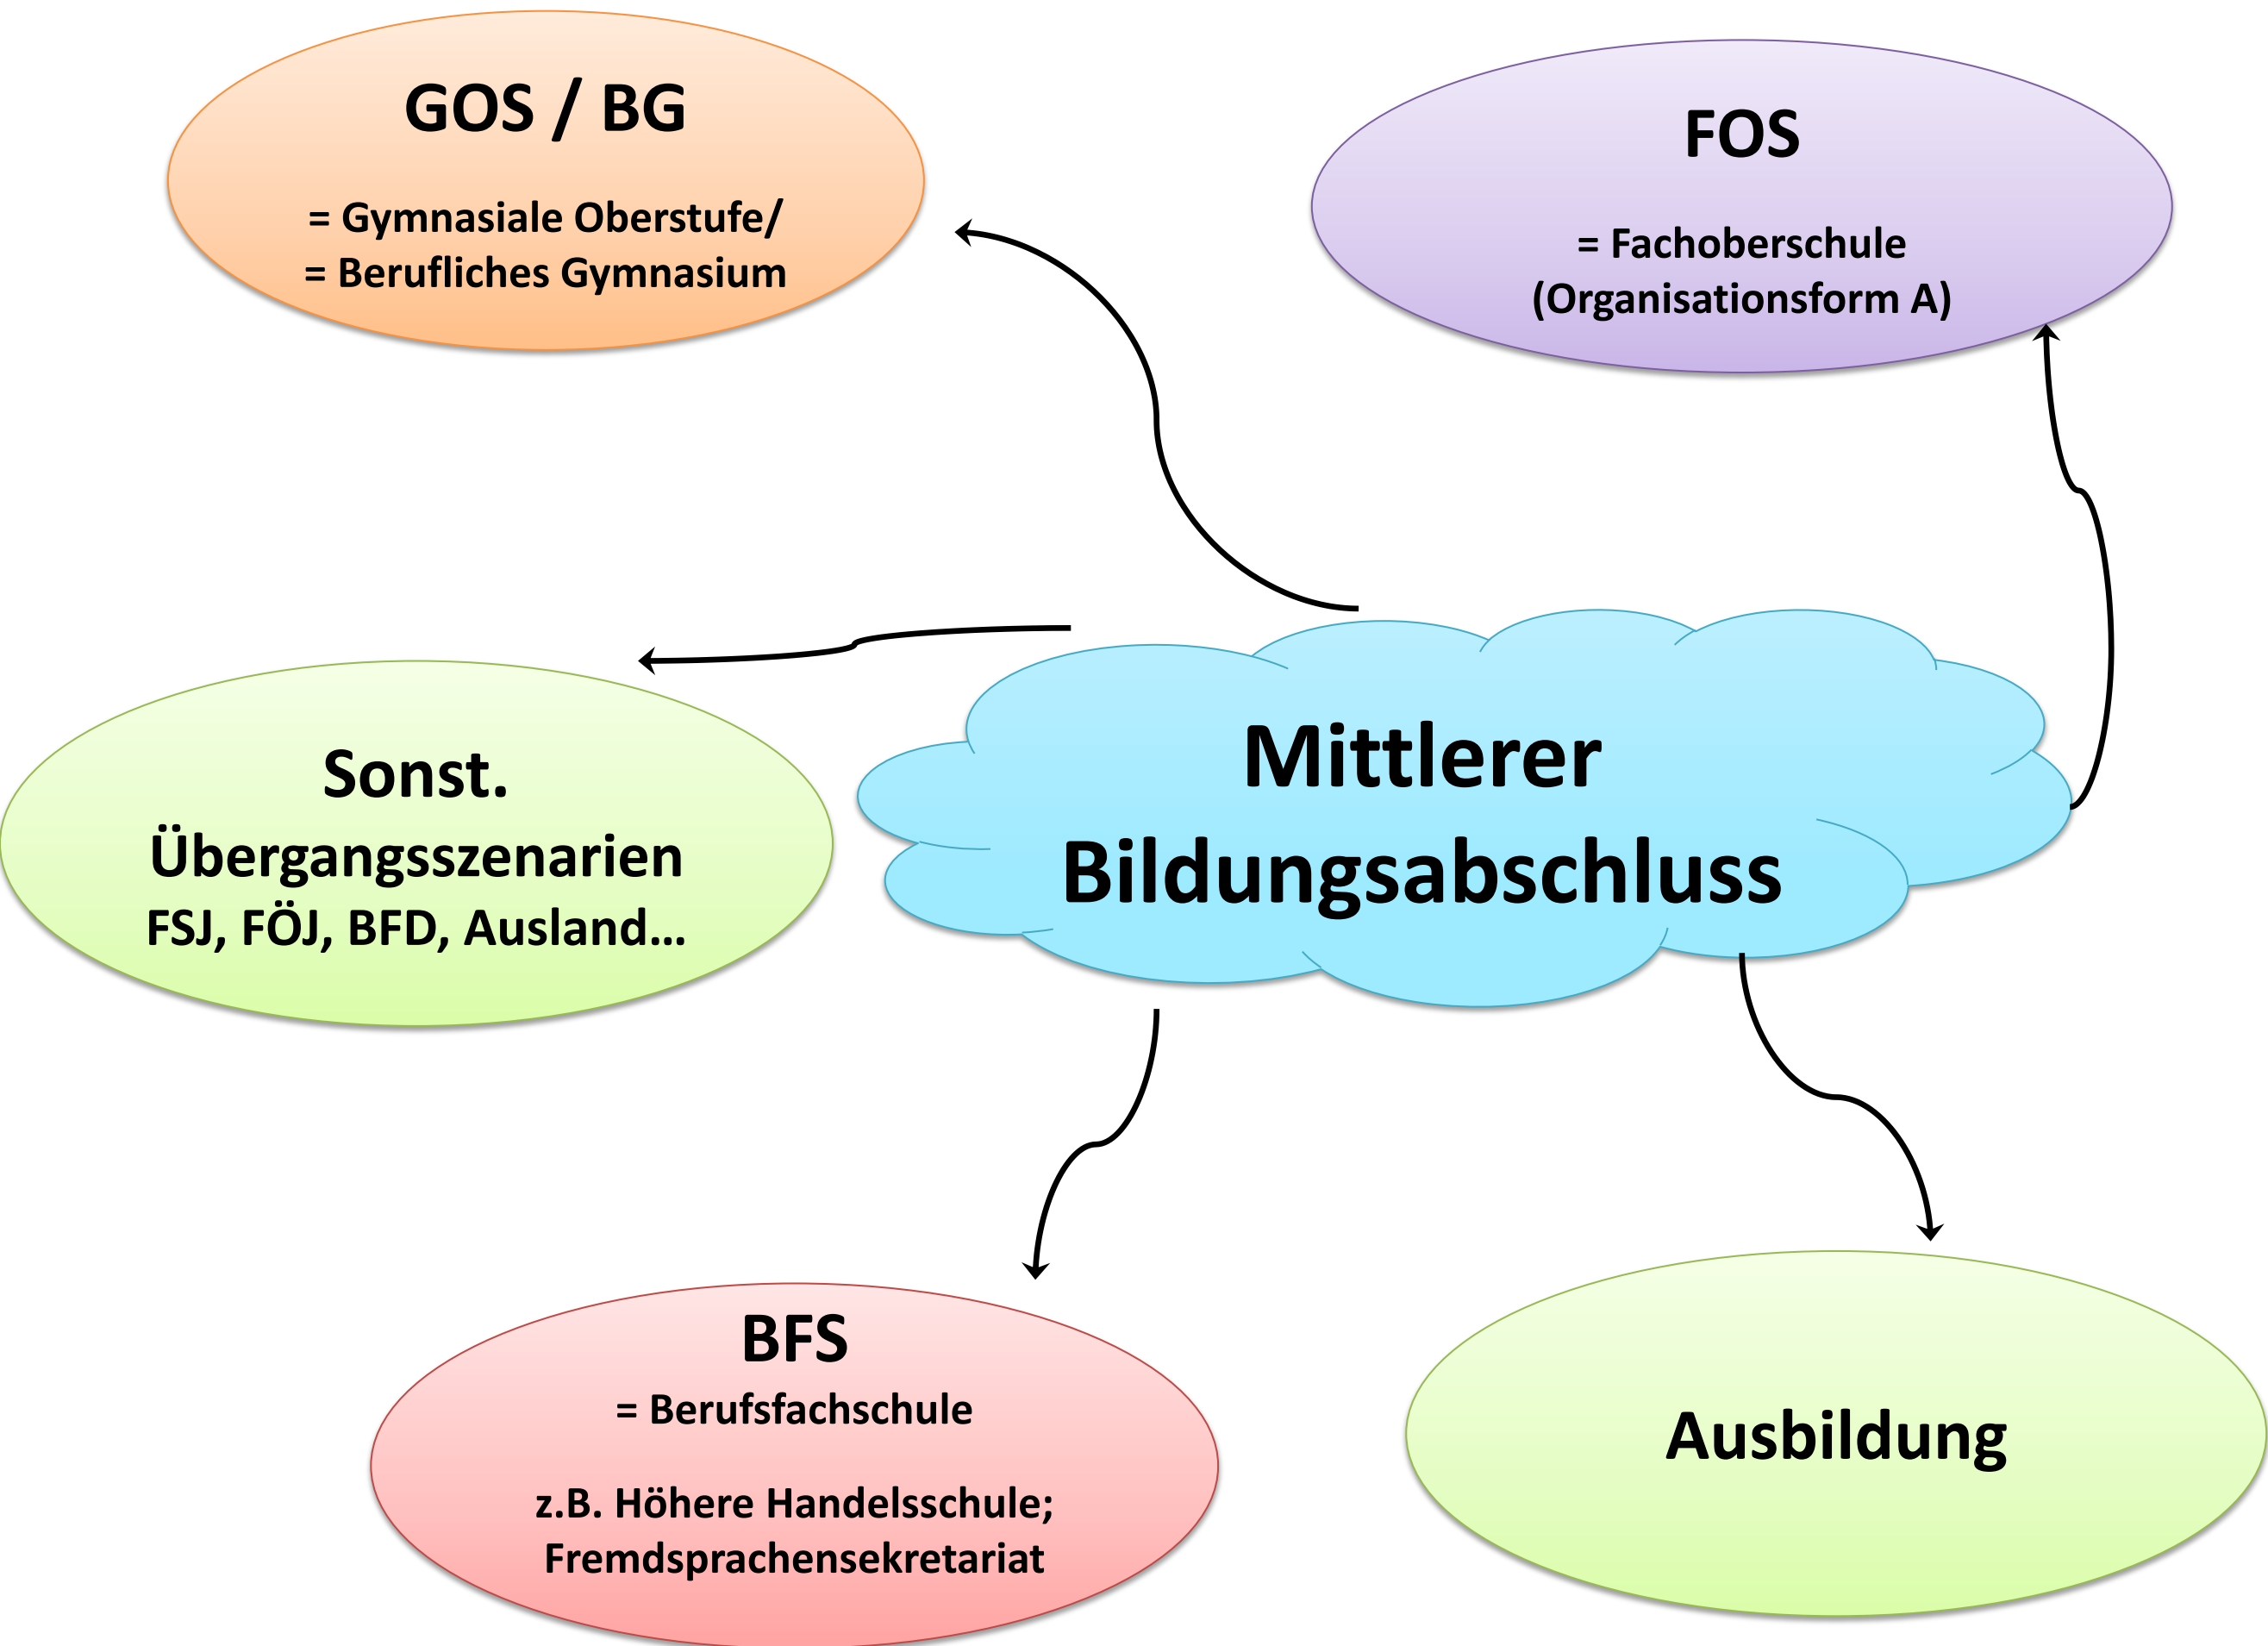 GOS / BG
= Gymnasiale Oberstufe/
= Berufliches Gymnasium
FOS
= Fachoberschule
(Organisationsform A)
Sonst.
Übergangsszenarien
FSJ, FÖJ, BFD, Ausland...
Mittlerer
Bildungsabschluss
BFS
= Berufsfachschule
z.B. Höhere Handelsschule;
Fremdsprachensekretariat
Ausbildung